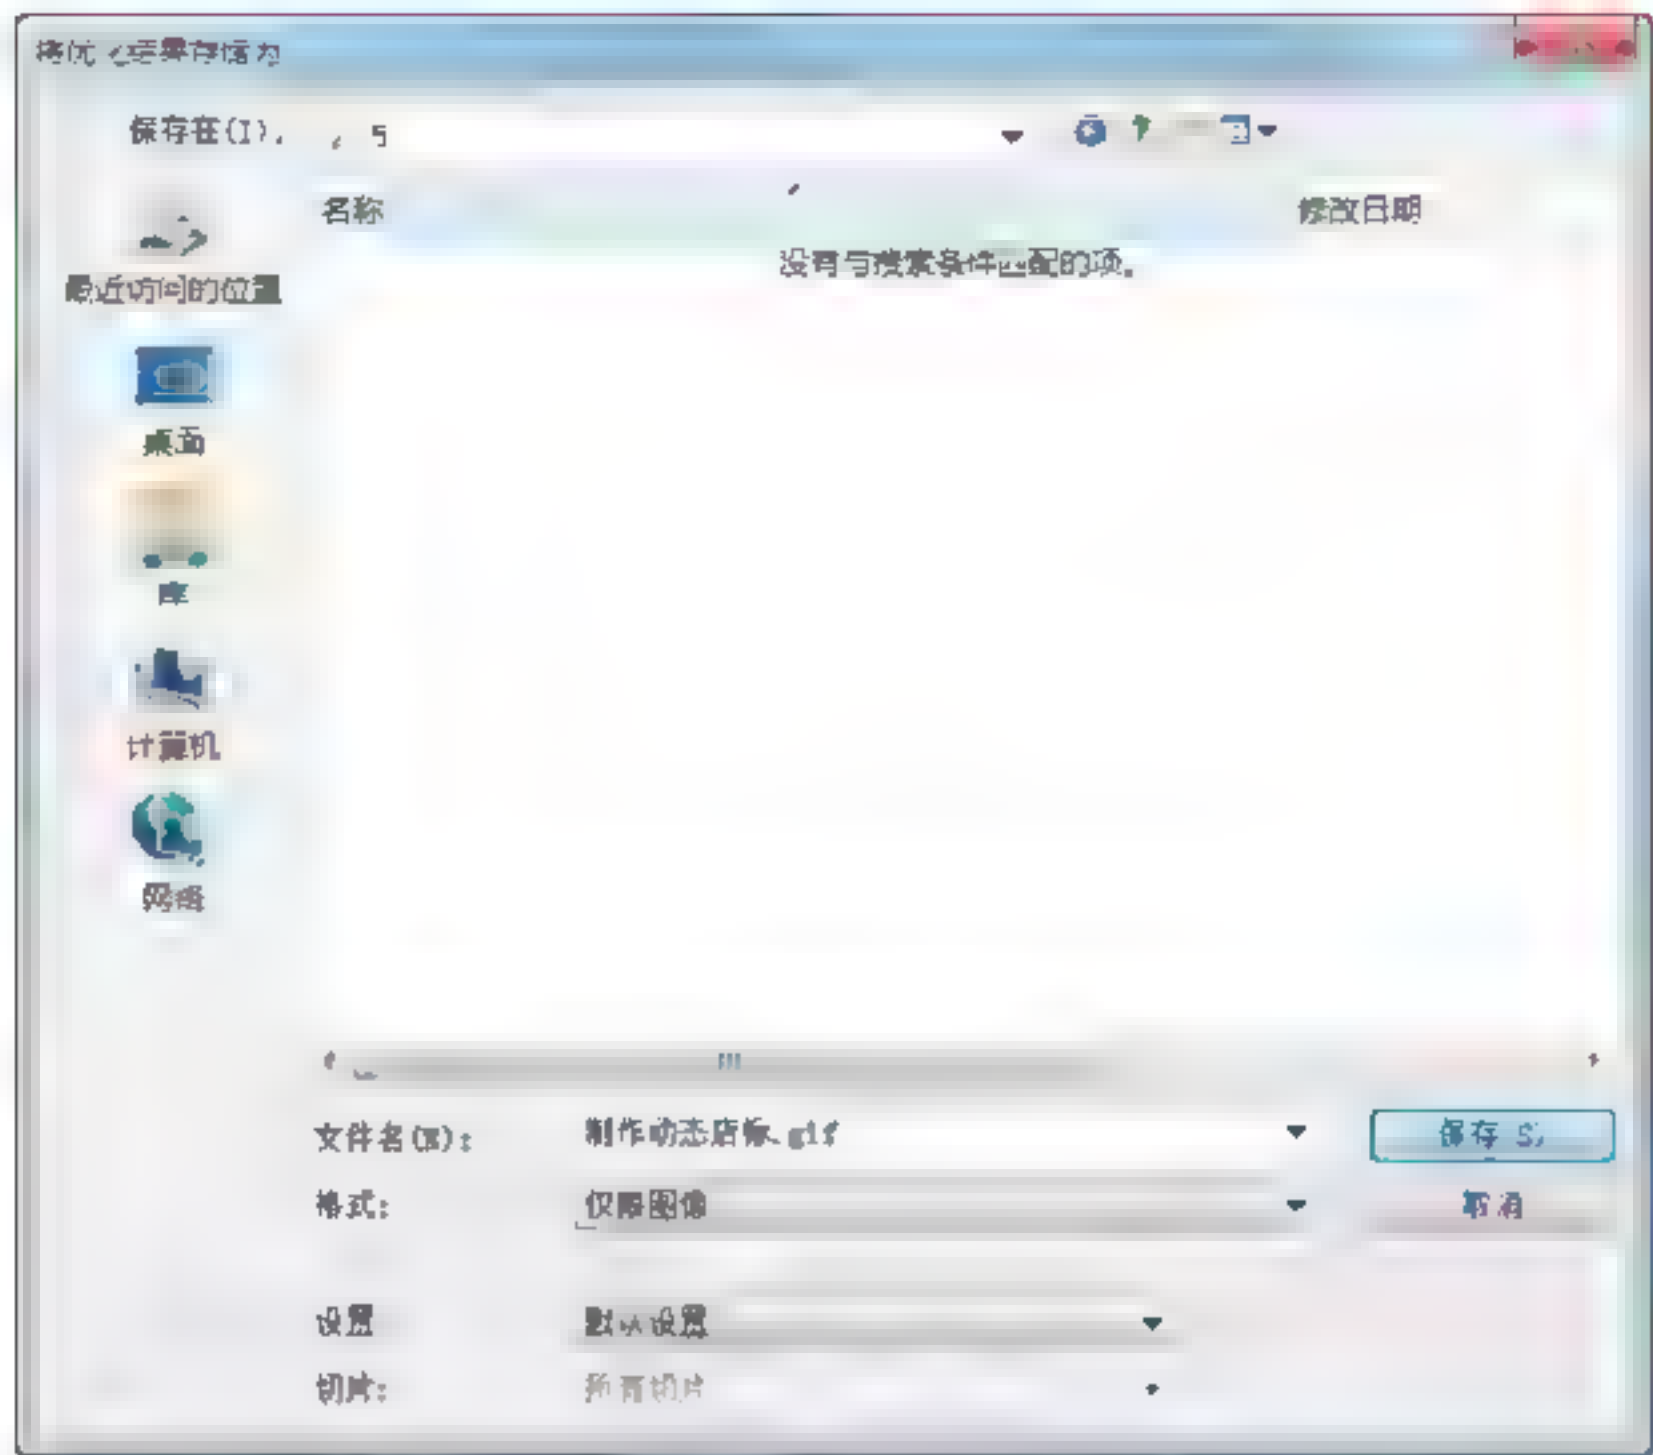 将优化结果存储为
保存在(I): 5
名称 修改日期
没有与搜索条件匹配的项。
最近访问的位置
桌面
库
计算机
网络
文件名(N): 制作动态店标.gif 保存(S)
格式: 仅限图像 取消
设置: 默认设置
切片: 所有切片